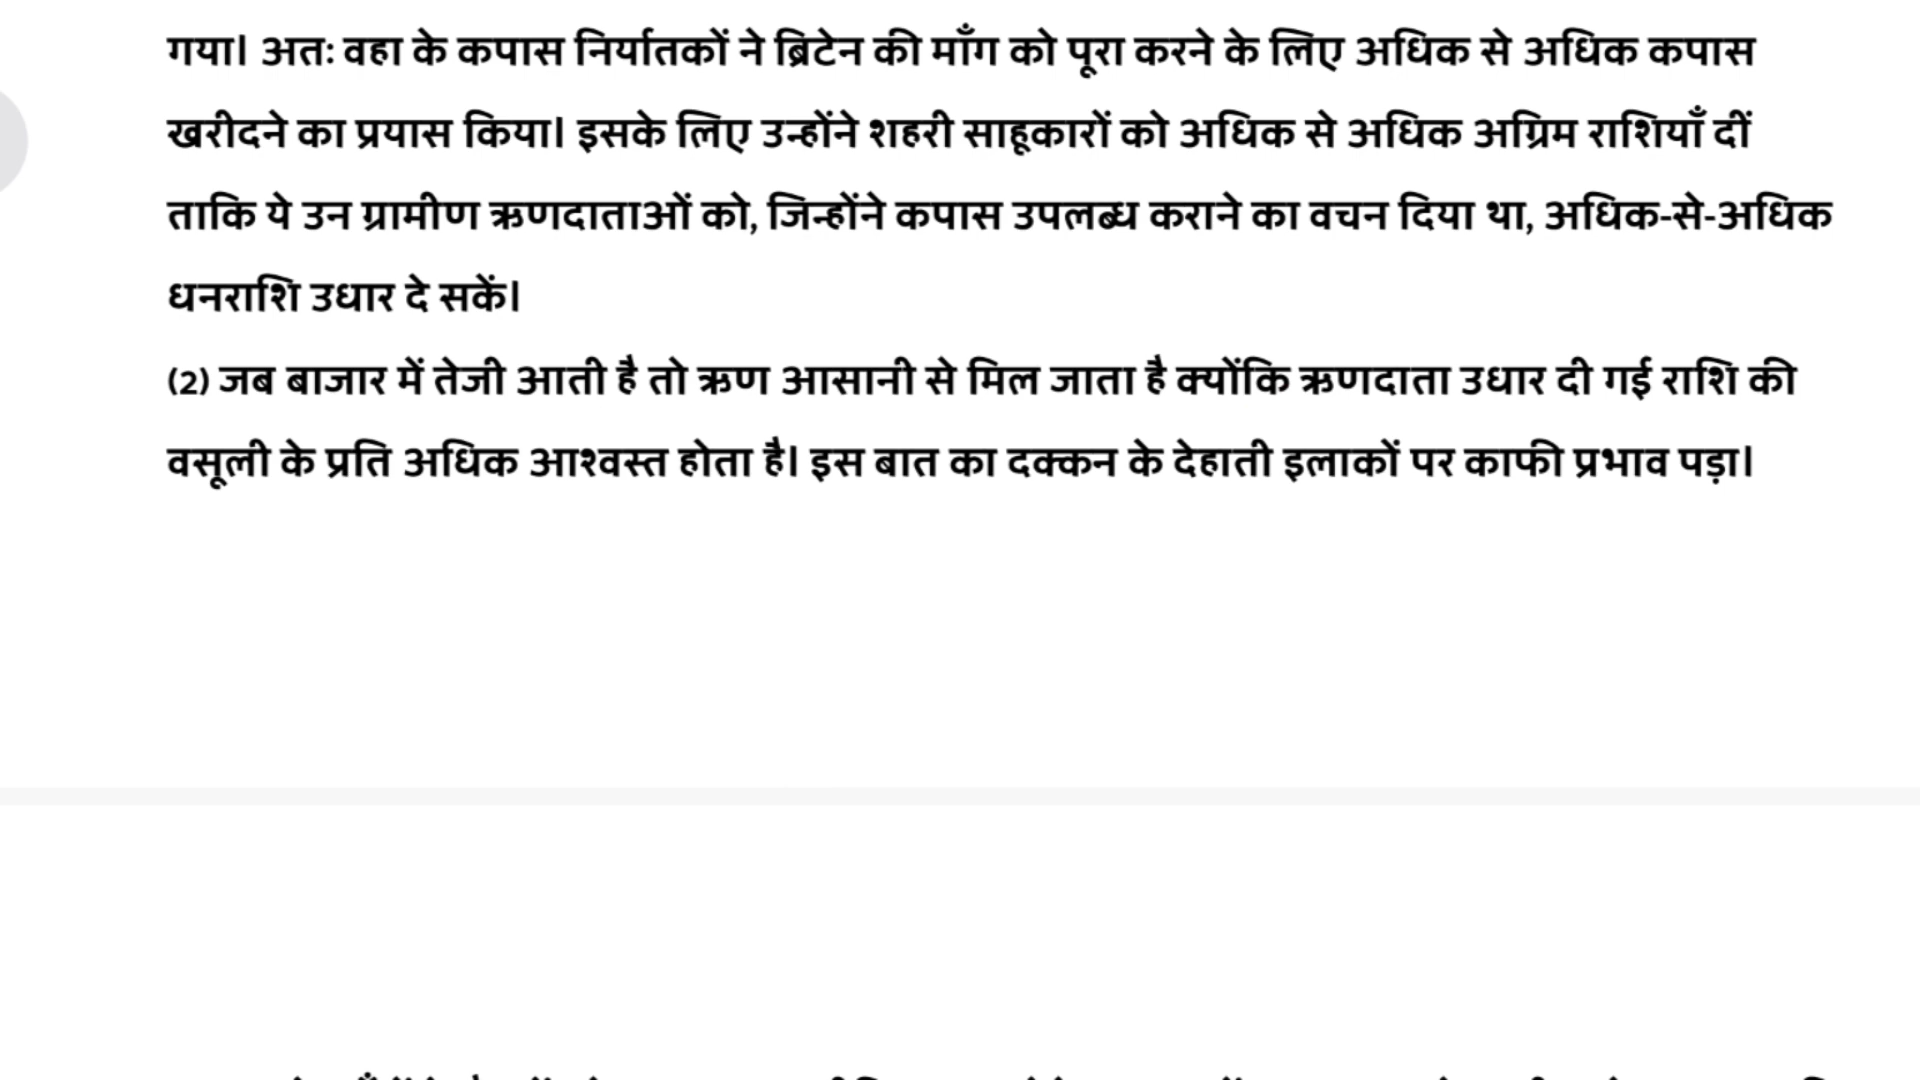 गया। अतः वहा के कपास निर्यातकों ने ब्रिटेन की माँग को पूरा करने के लिए अधिक से अधिक कपास
खरीदने का प्रयास किया। इसके लिए उन्होंने शहरी साहूकारों को अधिक से अधिक अग्रिम राशियाँ दीं
ताकि ये उन ग्रामीण ऋणदाताओं को, जिन्होंने कपास उपलब्ध कराने का वचन दिया था, अधिक-से-अधिक
धनराशि उधार दे सकें।
(2) जब बाजार में तेजी आती है तो ऋण आसानी से मिल जाता है क्योंकि ऋणदाता उधार दी गई राशि की
वसूली के प्रति अधिक आश्वस्त होता है। इस बात का दक्कन के देहाती इलाकों पर काफी प्रभाव पड़ा।